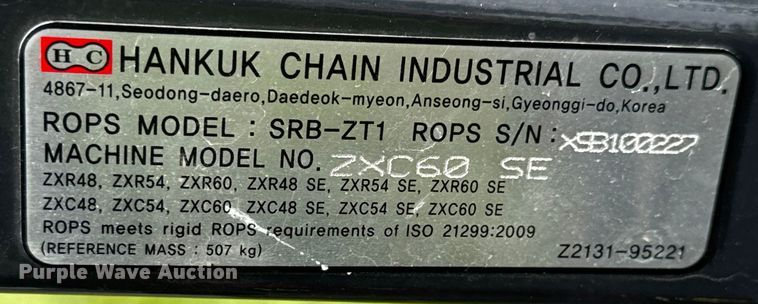 HC HANKUK CHAIN INDUSTRIAL CO.,LTD.
4867-11,Seodong-daero,Daedeok-myeon,Anseong-si,Gyeonggi-do,Korea
ROPS MODEL : SRB-ZT1 ROPS S/N : XSB100227
MACHINE MODEL NO. ZXC60 SE
ZXR48, ZXR54, ZXR60, ZXR48 SE, ZXR54 SE, ZXR60 SE
ZXC48, ZXC54, ZXC60, ZXC48 SE, ZXC54 SE, ZXC60 SE
ROPS meets rigid ROPS requirements of ISO 21299:2009
(REFERENCE MASS : 507 kg) Z2131-95221
Purple Wave Auction